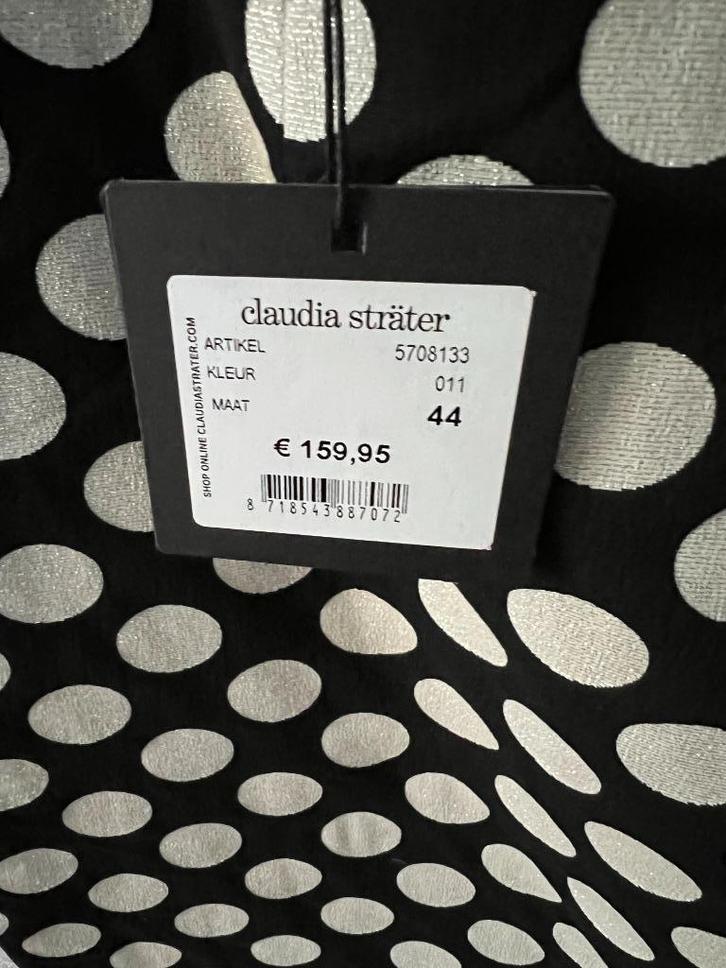 claudia sträter
ARTIKEL 5708133
KLEUR 011
MAAT 44
€ 159,95
8 718543 887072
SHOP ONLINE CLAUDIASTRATER.COM